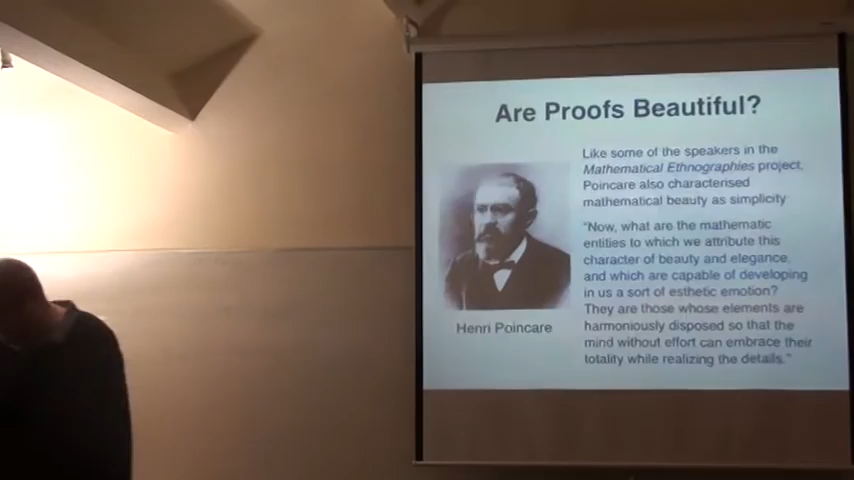 Are Proofs Beautiful?
Like some of the speakers in the
Mathematical Ethnographies project,
Poincare also characterised
mathematical beauty as simplicity
"Now, what are the mathematic
entities to which we attribute this
character of beauty and elegance,
and which are capable of developing
in us a sort of esthetic emotion?
They are those whose elements are
harmoniously disposed so that the
mind without effort can embrace their
totality while realizing the details."
Henri Poincare